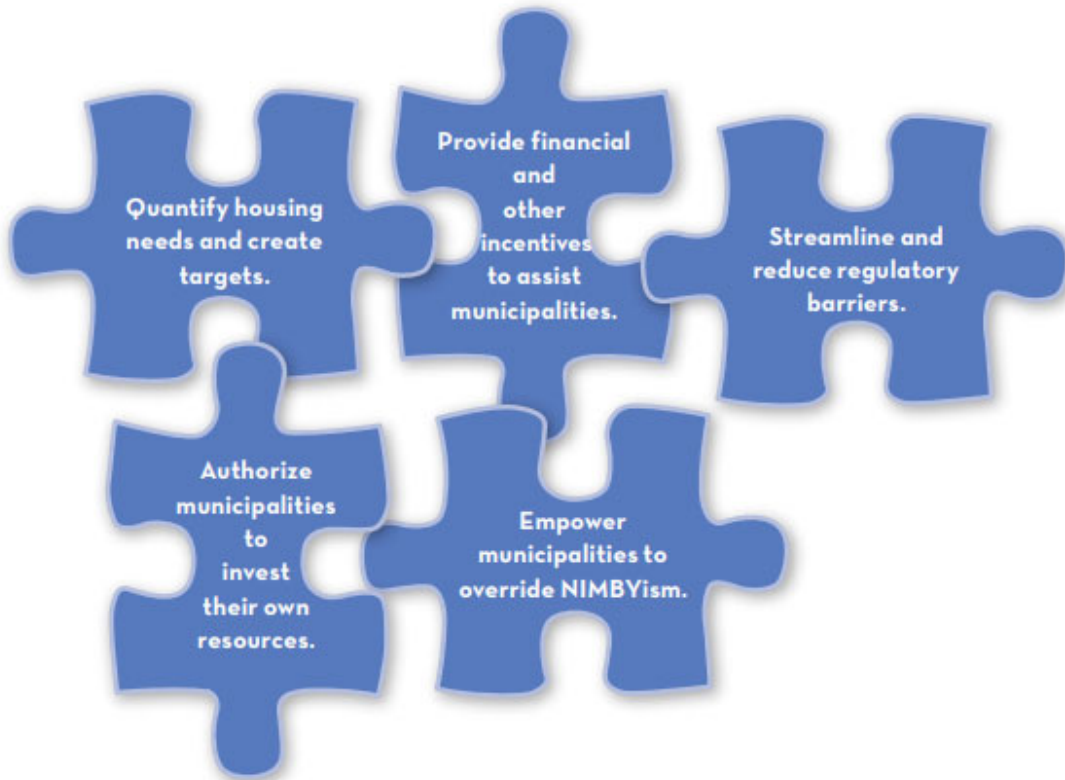 Quantify housing
needs and create
targets.
Provide financial
and
other
incentives
to assist
municipalities.
Streamline and
reduce regulatory
barriers.
Authorize
municipalities
to
invest
their own
resources.
Empower
municipalities to
override NIMBYism.